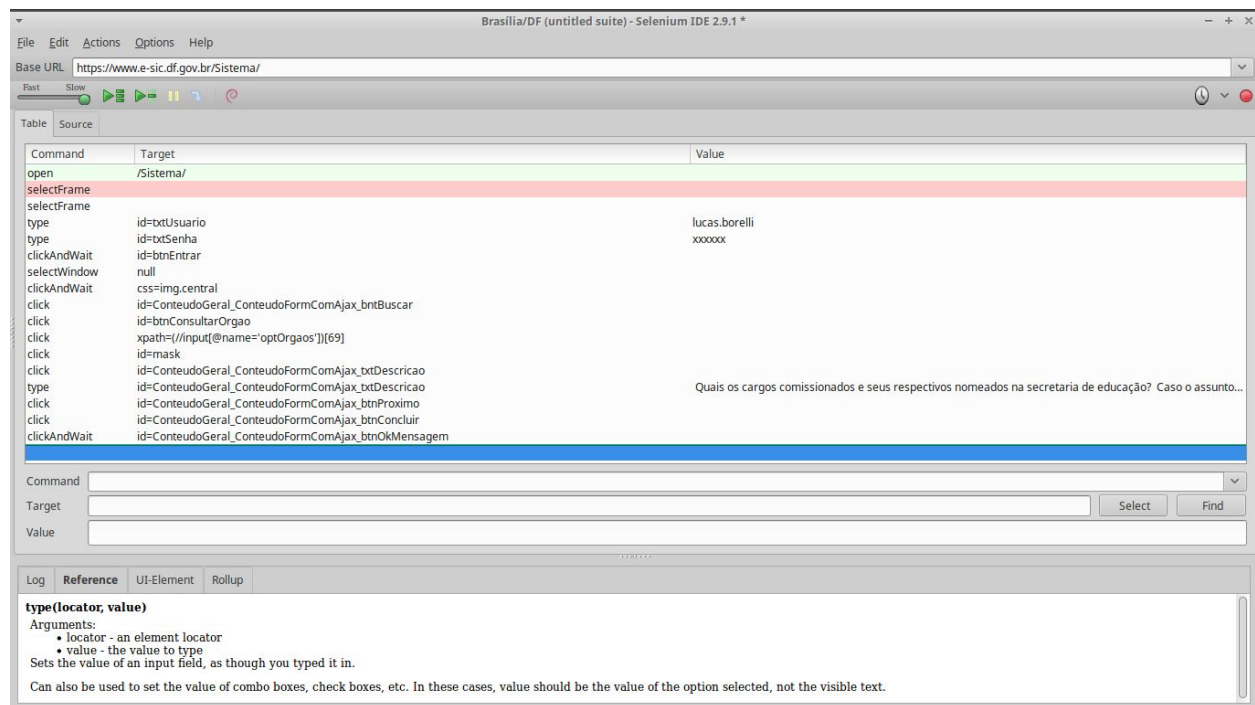 Brasília/DF (untitled suite) - Selenium IDE 2.9.1 *
File Edit Actions Options Help
Base URL https://www.e-sic.df.gov.br/Sistema/
Fast Slow
Table Source
Command Target Value
open /Sistema/
selectFrame
selectFrame
type id=txtUsuario lucas.borelli
type id=txtSenha xxxxxx
clickAndWait id=btnEntrar
selectWindow null
clickAndWait css=img.central
click id=ConteudoGeral_ConteudoFormComAjax_bntBuscar
click id=btnConsultarOrgao
click xpath=(//input[@name='optOrgaos'])[69]
click id=mask
click id=ConteudoGeral_ConteudoFormComAjax_txtDescricao
type id=ConteudoGeral_ConteudoFormComAjax_txtDescricao Quais os cargos comissionados e seus respectivos nomeados na secretaria de educação? Caso o assunto...
click id=ConteudoGeral_ConteudoFormComAjax_btnProximo
click id=ConteudoGeral_ConteudoFormComAjax_btnConcluir
clickAndWait id=ConteudoGeral_ConteudoFormComAjax_btnOkMensagem
Command
Target Select Find
Value
Log Reference UI-Element Rollup
type(locator, value)
Arguments:
• locator - an element locator
• value - the value to type
Sets the value of an input field, as though you typed it in.
Can also be used to set the value of combo boxes, check boxes, etc. In these cases, value should be the value of the option selected, not the visible text.